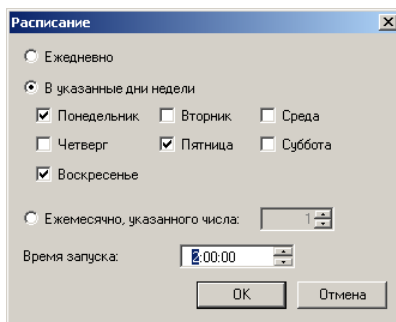 Расписание
Ежедневно
В указанные дни недели
Понедельник Вторник Среда
Четверг Пятница Суббота
Воскресенье
Ежемесячно, указанного числа: 1
Время запуска: 2:00:00
OK Отмена